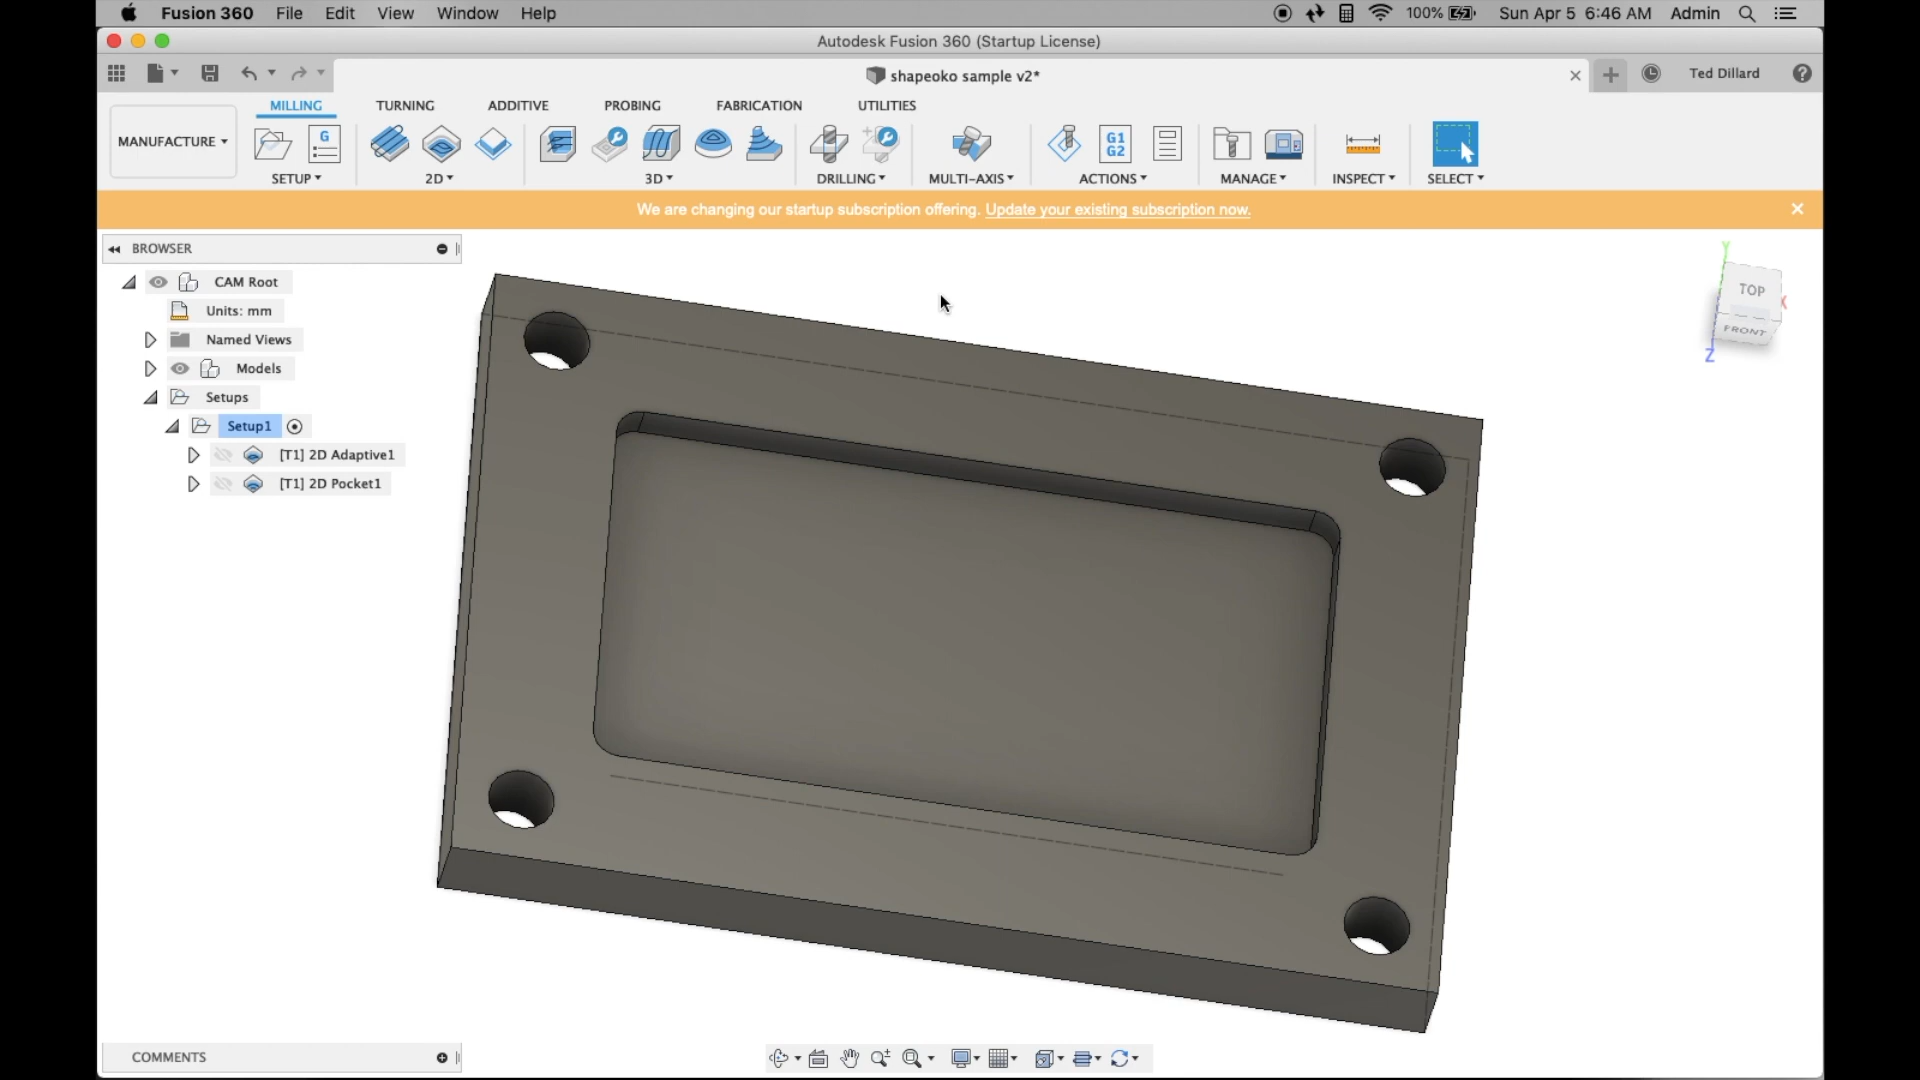 Fusion 360 File Edit View Window Help 100% Sun Apr 5 6:46 AM Admin
Autodesk Fusion 360 (Startup License)
shapeoko sample v2* Ted Dillard
MILLING TURNING ADDITIVE PROBING FABRICATION UTILITIES
MANUFACTURE
G
G1
G2
SETUP 2D 3D DRILLING MULTI-AXIS ACTIONS MANAGE INSPECT SELECT
We are changing our startup subscription offering. Update your existing subscription now.
BROWSER
CAM Root
Units: mm
Named Views
Models
Setups
Setup1
[T1] 2D Adaptive1
[T1] 2D Pocket1
Y
TOP
X
FRONT
Z
COMMENTS